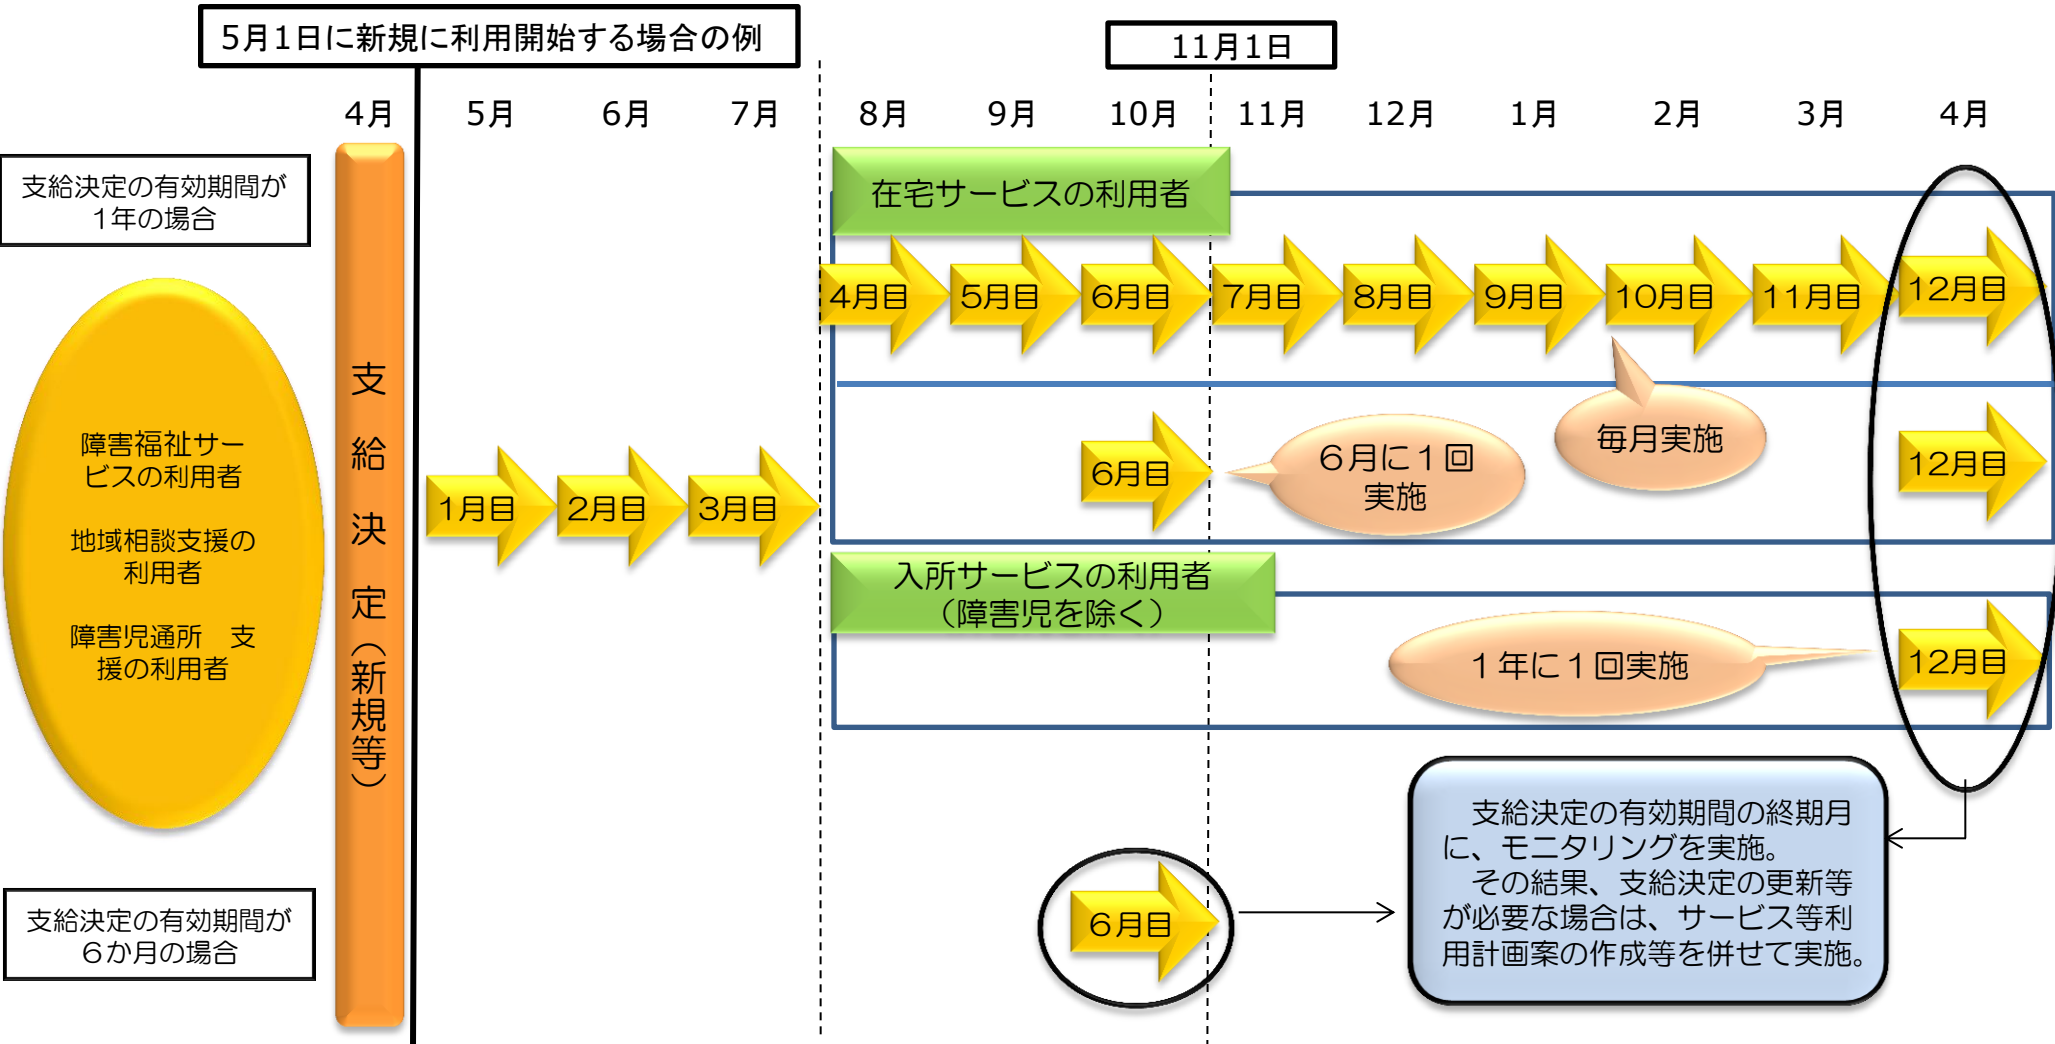 5月1日に新規に利用開始する場合の例
11月1日
4月 5月 6月 7月 8月 9月 10月 11月 12月 1月 2月 3月 4月
支給決定の有効期間が
1年の場合
在宅サービスの利用者
4月目 5月目 6月目 7月目 8月目 9月目 10月目 11月目 12月目
毎月実施
障害福祉サー
ビスの利用者
地域相談支援の
利用者
障害児通所　支
援の利用者
支給決定（新規等）
1月目 2月目 3月目
6月目
６月に１回
実施
12月目
入所サービスの利用者
（障害児を除く）
１年に１回実施
12月目
支給決定の有効期間が
６か月の場合
６月目
　支給決定の有効期間の終期月
に、モニタリングを実施。
　その結果、支給決定の更新等
が必要な場合は、サービス等利
用計画案の作成等を併せて実施。